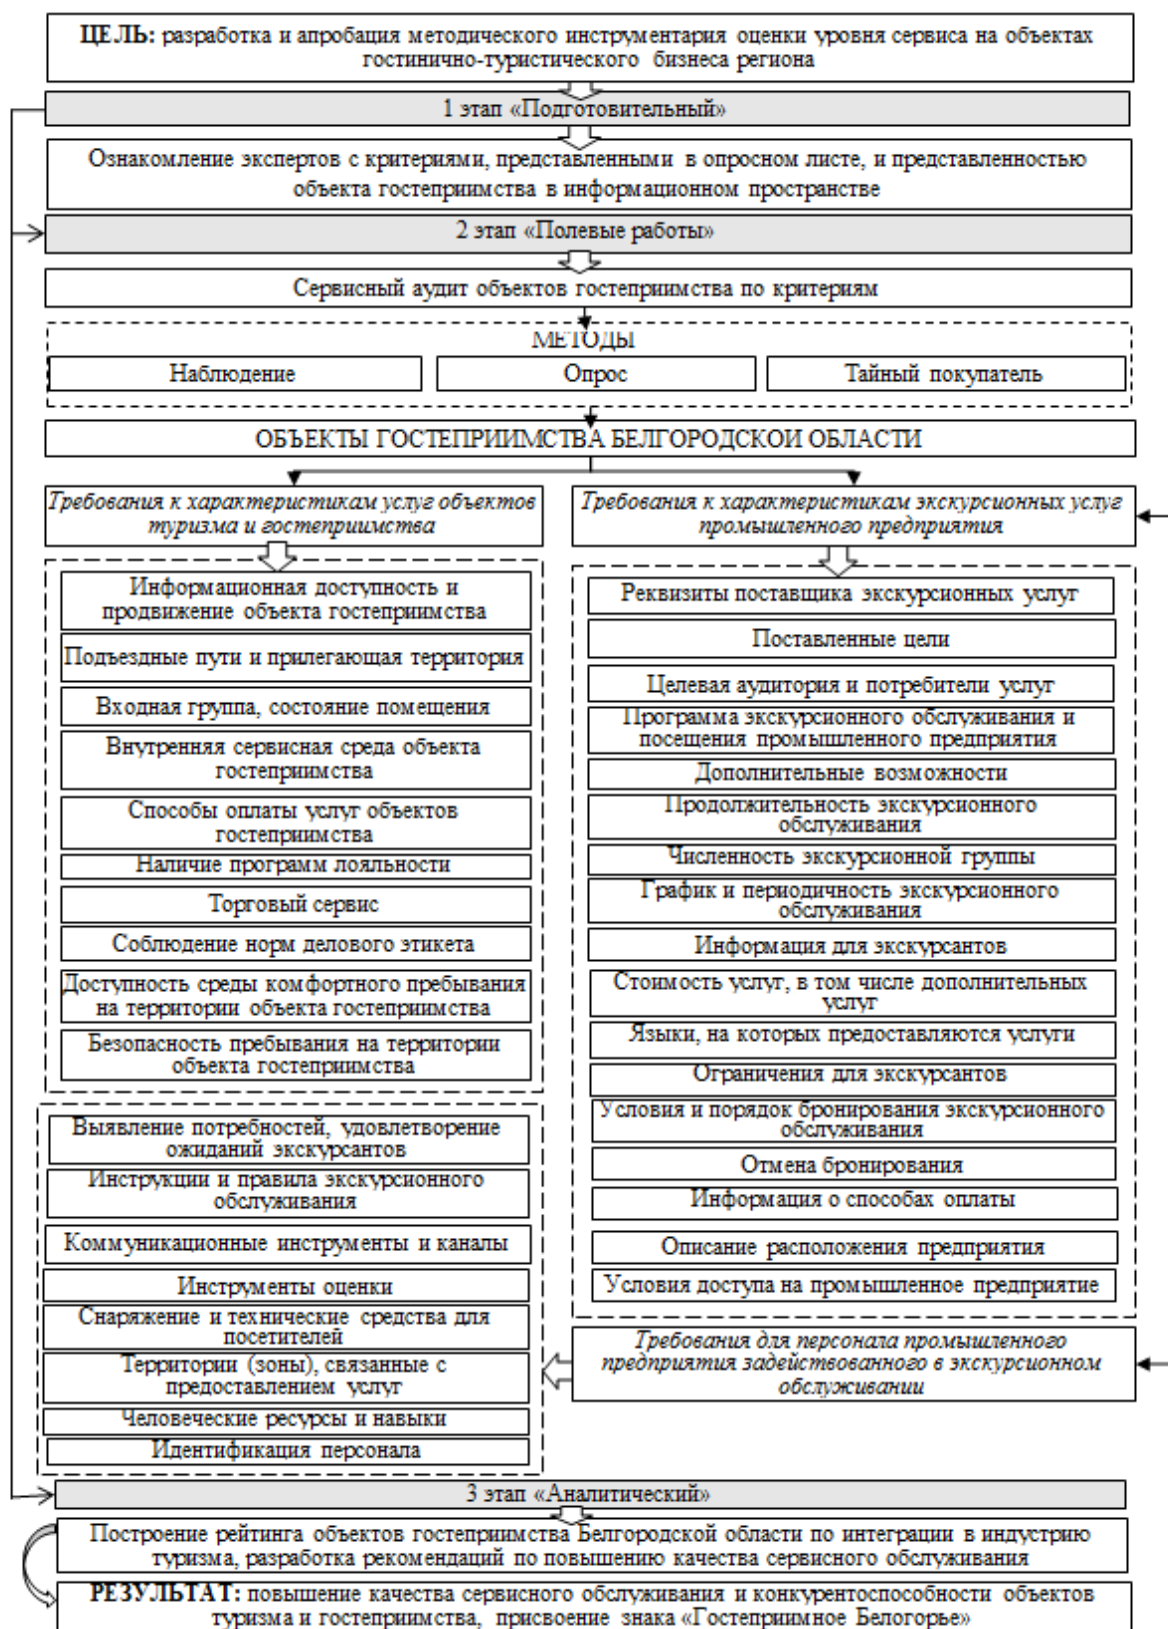 ЦЕЛЬ: разработка и апробация методического инструментария оценки уровня сервиса на объектах
гостинично-туристического бизнеса региона
1 этап «Подготовительный»
Ознакомление экспертов с критериями, представленными в опросном листе, и представленностью
объекта гостеприимства в информационном пространстве
2 этап «Полевые работы»
Сервисный аудит объектов гостеприимства по критериям
МЕТОДЫ
Наблюдение
Опрос
Тайный покупатель
ОБЪЕКТЫ ГОСТЕПРИИМСТВА БЕЛГОРОДСКОЙ ОБЛАСТИ
Требования к характеристикам услуг объектов
туризма и гостеприимства
Информационная доступность и
продвижение объекта гостеприимства
Подъездные пути и прилегающая территория
Входная группа, состояние помещения
Внутренняя сервисная среда объекта
гостеприимства
Способы оплаты услуг объектов
гостеприимства
Наличие программ лояльности
Торговый сервис
Соблюдение норм делового этикета
Доступность среды комфортного пребывания
на территории объекта гостеприимства
Безопасность пребывания на территории
объекта гостеприимства
Требования к характеристикам экскурсионных услуг
промышленного предприятия
Реквизиты поставщика экскурсионных услуг
Поставленные цели
Целевая аудитория и потребители услуг
Программа экскурсионного обслуживания и
посещения промышленного предприятия
Дополнительные возможности
Продолжительность экскурсионного
обслуживания
Численность экскурсионной группы
График и периодичность экскурсионного
обслуживания
Информация для экскурсантов
Стоимость услуг, в том числе дополнительных
услуг
Языки, на которых предоставляются услуги
Ограничения для экскурсантов
Условия и порядок бронирования экскурсионного
обслуживания
Отмена бронирования
Информация о способах оплаты
Описание расположения предприятия
Условия доступа на промышленное предприятие
Требования для персонала промышленного
предприятия задействованного в экскурсионном
обслуживании
Выявление потребностей, удовлетворение
ожиданий экскурсантов
Инструкции и правила экскурсионного
обслуживания
Коммуникационные инструменты и каналы
Инструменты оценки
Снаряжение и технические средства для
посетителей
Территории (зоны), связанные с
предоставлением услуг
Человеческие ресурсы и навыки
Идентификация персонала
3 этап «Аналитический»
Построение рейтинга объектов гостеприимства Белгородской области по интеграции в индустрию
туризма, разработка рекомендаций по повышению качества сервисного обслуживания
РЕЗУЛЬТАТ: повышение качества сервисного обслуживания и конкурентоспособности объектов
туризма и гостеприимства, присвоение знака «Гостеприимное Белогорье»